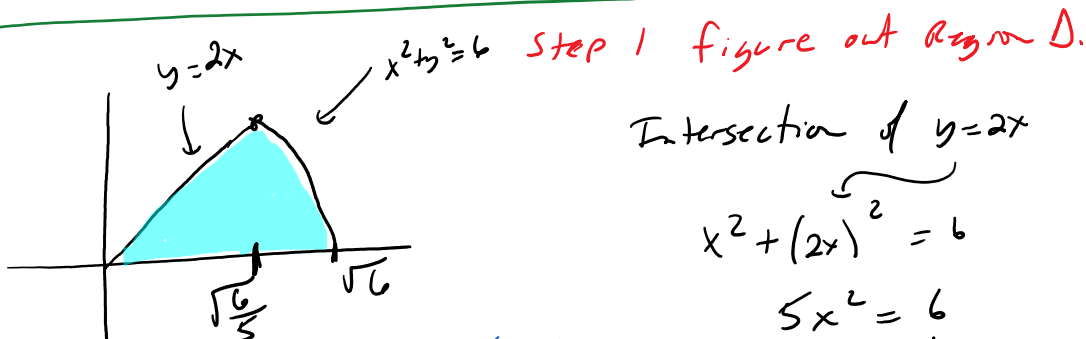 y=2x
x²+y²=6
Step 1 figure out Region D.
Intersection of y=2x
x² + (2x)² = 6
5x² = 6
√(6/5)
√6